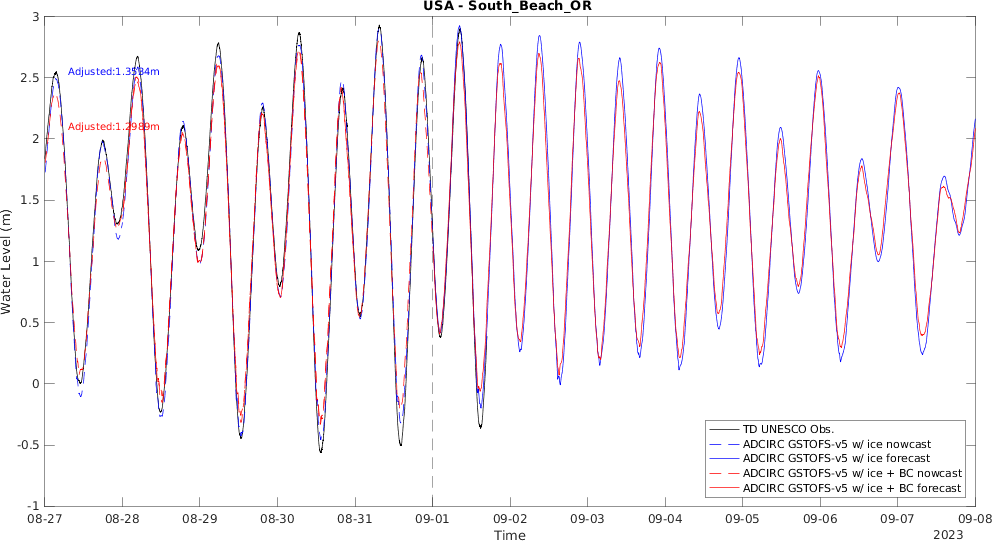 USA - South_Beach_OR
3
2.5
2
1.5
1
0.5
0
-0.5
-1
Water Level (m)
Adjusted:1.3534m
Adjusted:1.2989m
TD UNESCO Obs.
ADCIRC GSTOFS-v5 w/ ice nowcast
ADCIRC GSTOFS-v5 w/ ice forecast
ADCIRC GSTOFS-v5 w/ ice + BC nowcast
ADCIRC GSTOFS-v5 w/ ice + BC forecast
08-27 08-28 08-29 08-30 08-31 09-01 09-02 09-03 09-04 09-05 09-06 09-07 09-08
Time
2023